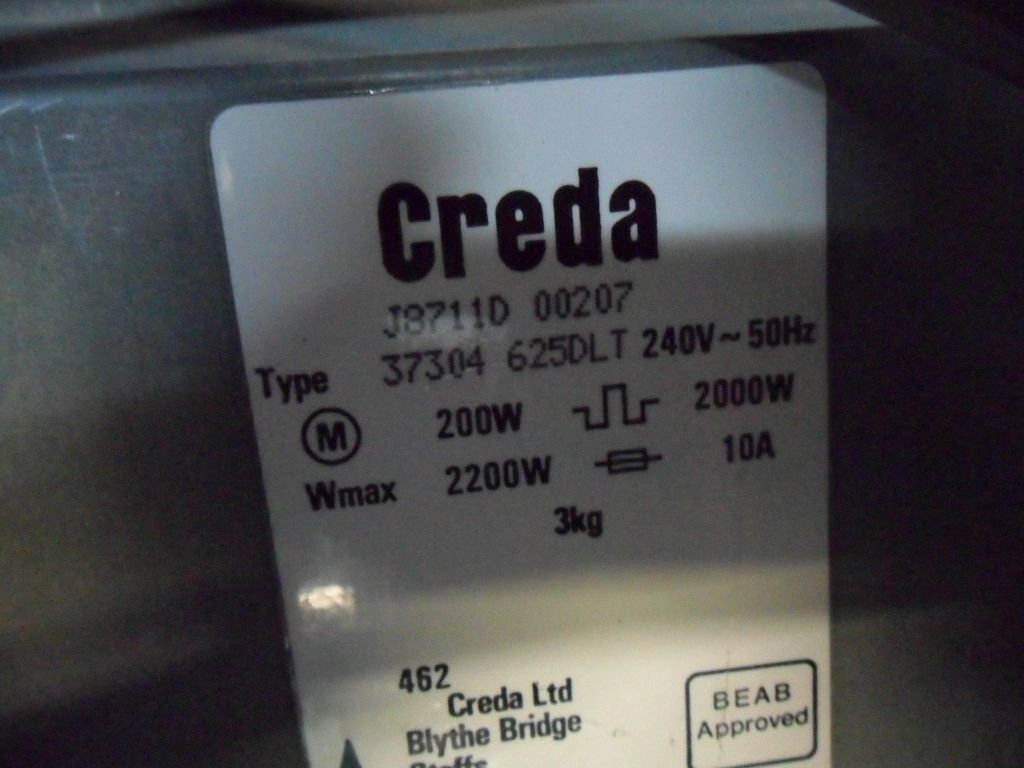 Creda
J8711D 00207
Type 37304 625DLT 240V~50Hz
M 200W 2000W
Wmax 2200W 10A
3kg
462
Creda Ltd
Blythe Bridge
Staffs
BEAB
Approved